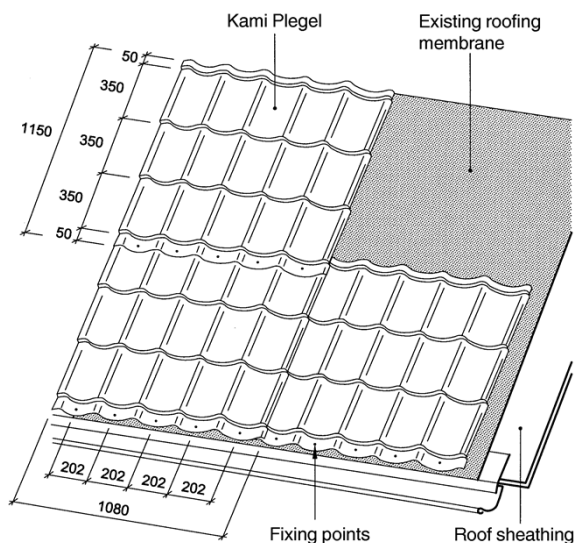 Kami Plegel
Existing roofing
membrane
50
350
1150
350
350
50
202
202
202
202
1080
Fixing points
Roof sheathing